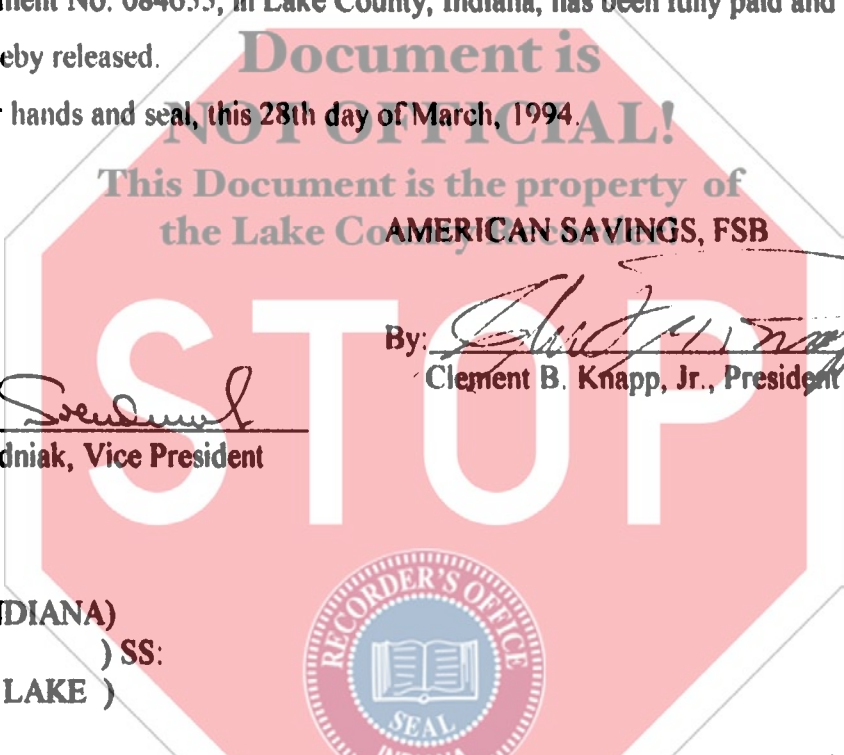 ment No. 084655, in Lake County, Indiana, has been fully paid and
eby released.
Document is
hands and seal, this 28th day of March, 1994.
NOT OFFICIAL!
This Document is the property of
the Lake County Recorder!
AMERICAN SAVINGS, FSB
By:
Clement B. Knapp, Jr., President
dniak, Vice President
STOP
NDIANA)
) SS:
LAKE )
RECORDER'S OFFICE
SEAL
INDIANA